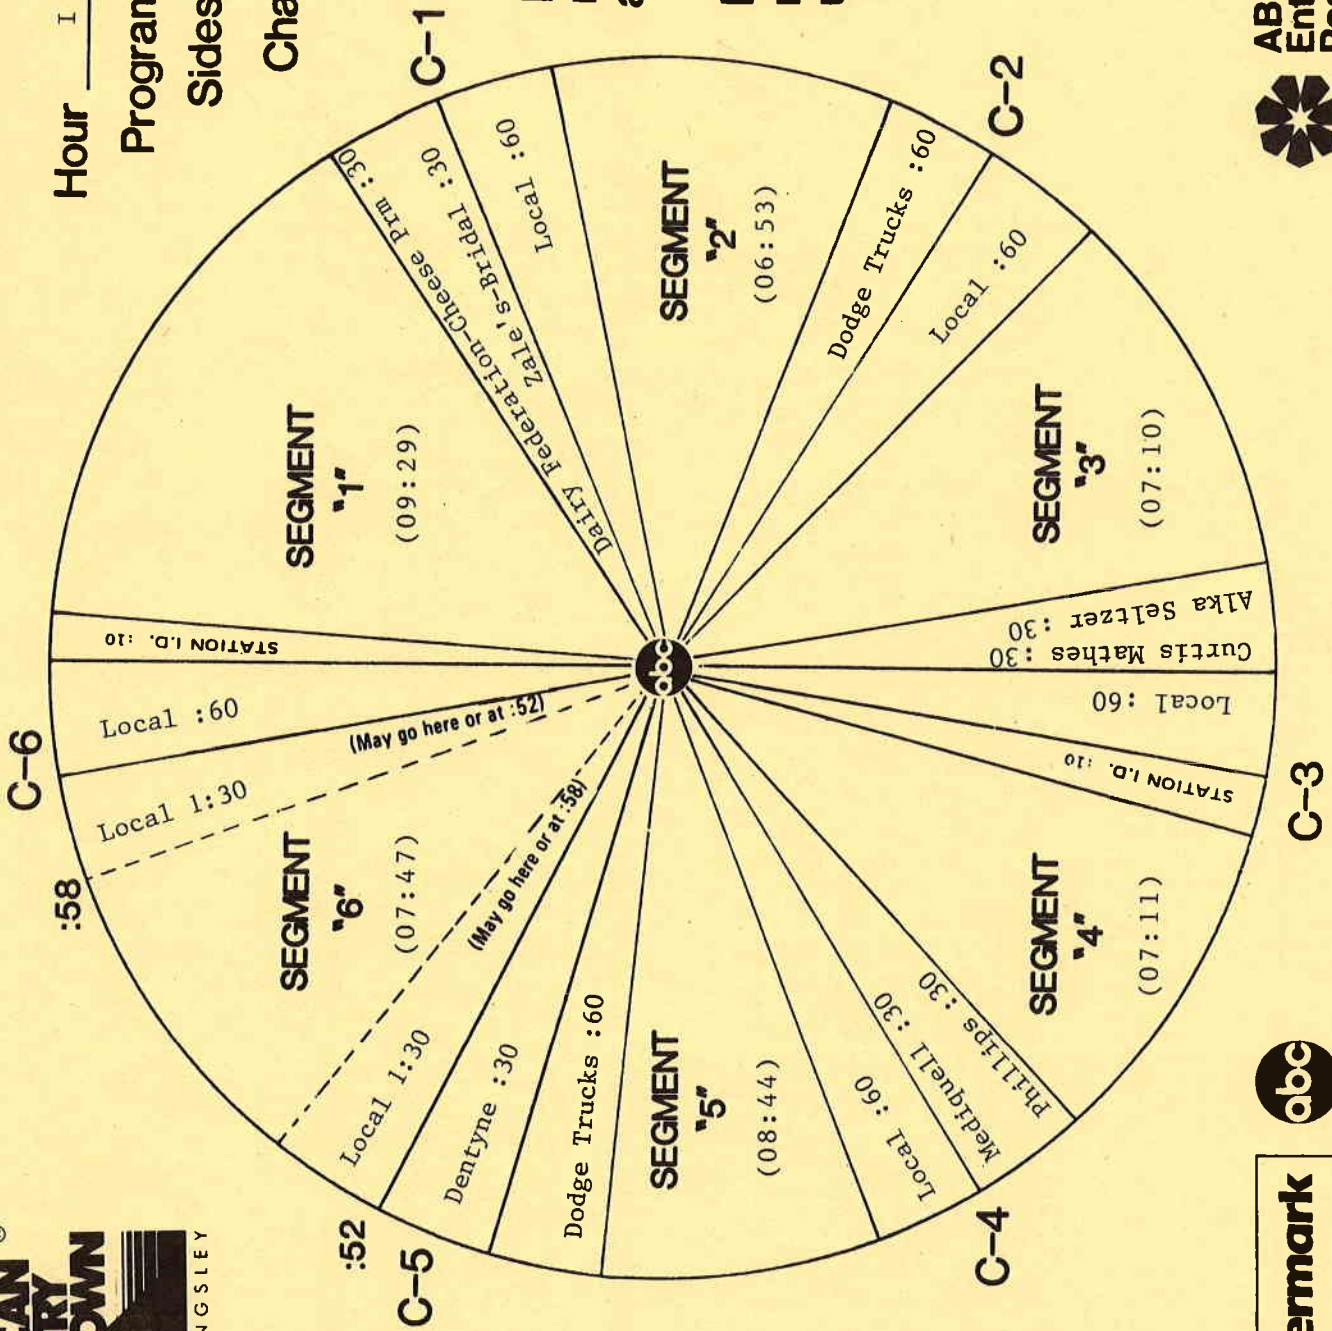 Hour I
Program
Sides
Cha
C-1
Dairy Federation-Cheese Prm :30
Zale's-Bridal :30
Local :60
SEGMENT
"1"
(09:29)
SEGMENT
"2"
(06:53)
C-2
Dodge Trucks :60
Local :60
SEGMENT
"3"
(07:10)
Alka Seltzer :30
Curtis Mathes :30
Local :60
STATION I.D. :10
C-3
SEGMENT
"4"
(07:11)
Phillips :30
Mediquell :30
Local :60
C-4
SEGMENT
"5"
(08:44)
Dodge Trucks :60
Dentyne :30
C-5
:52
Local 1:30
(May go here or at :58)
SEGMENT
"6"
(07:47)
:58
Local 1:30
(May go here or at :52)
C-6
Local :60
STATION I.D. :10
abc
AB
Ent
abc
ermark
AN
TRY
OWN
NGSLEY